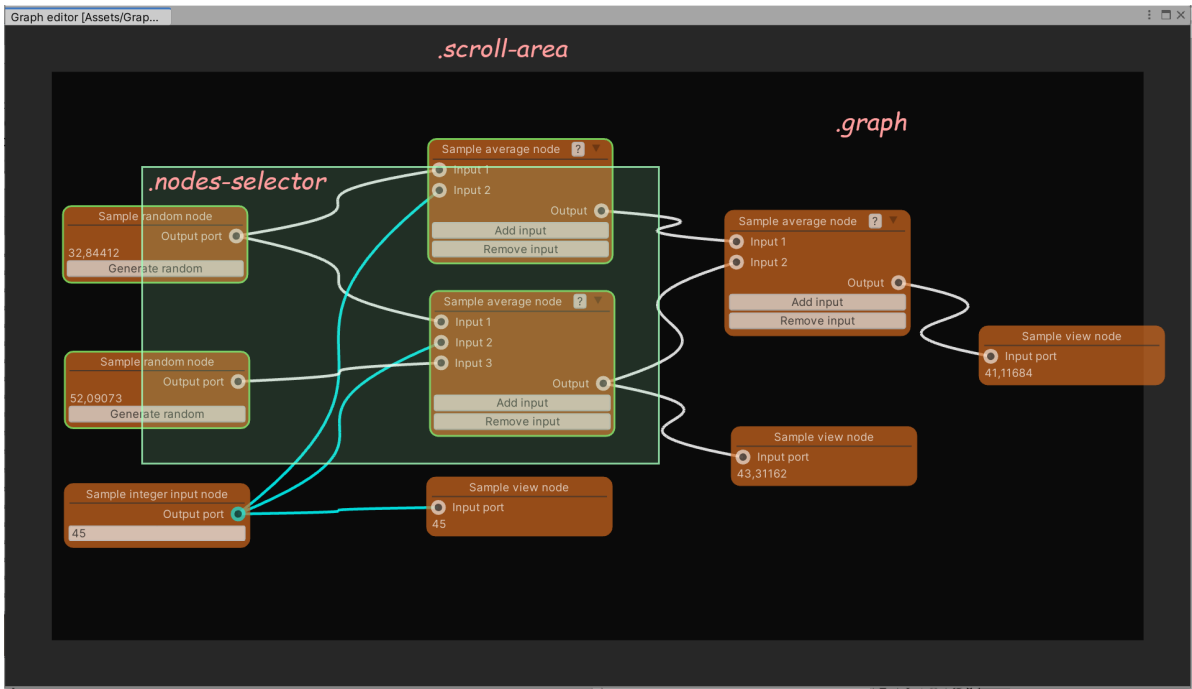 Graph editor [Assets/Grap...
.scroll-area
.graph
.nodes-selector
Sample average node ?
Input 1
Input 2
Output
Add input
Remove input
Sample random node
Output port
32,84412
Generate random
Sample average node ?
Input 1
Input 2
Output
Add input
Remove input
Sample average node ?
Input 1
Input 2
Input 3
Output
Add input
Remove input
Sample view node
Input port
41,11684
Sample random node
Output port
52,09073
Generate random
Sample view node
Input port
43,31162
Sample integer input node
Output port
45
Sample view node
Input port
45